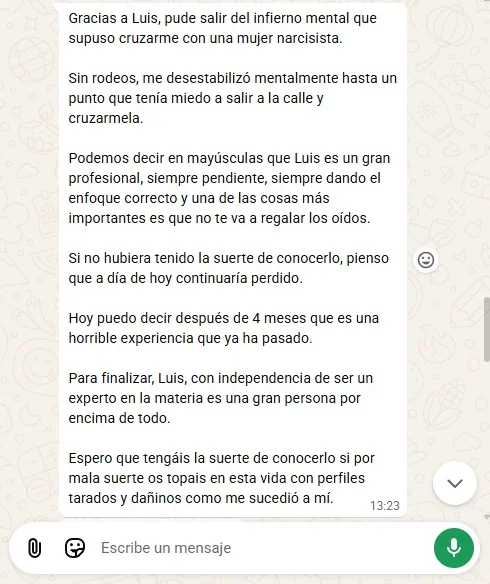 Gracias a Luis, pude salir del infierno mental que
supuso cruzarme con una mujer narcisista.
Sin rodeos, me desestabilizó mentalmente hasta un
punto que tenía miedo a salir a la calle y
cruzarmela.
Podemos decir en mayúsculas que Luis es un gran
profesional, siempre pendiente, siempre dando el
enfoque correcto y una de las cosas más
importantes es que no te va a regalar los oídos.
Si no hubiera tenido la suerte de conocerlo, pienso
que a día de hoy continuaría perdido.
Hoy puedo decir después de 4 meses que es una
horrible experiencia que ya ha pasado.
Para finalizar, Luis, con independencia de ser un
experto en la materia es una gran persona por
encima de todo.
Espero que tengáis la suerte de conocerlo si por
mala suerte os topais en esta vida con perfiles
tarados y dañinos como me sucedió a mí.
13:23
Escribe un mensaje